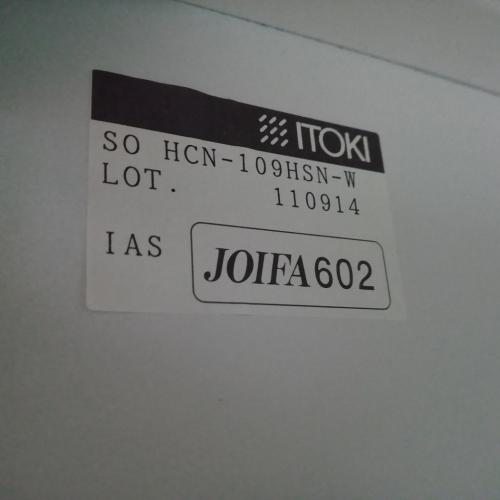 ITOKI
SO HCN-109HSN-W
LOT. 110914
IAS JOIFA602